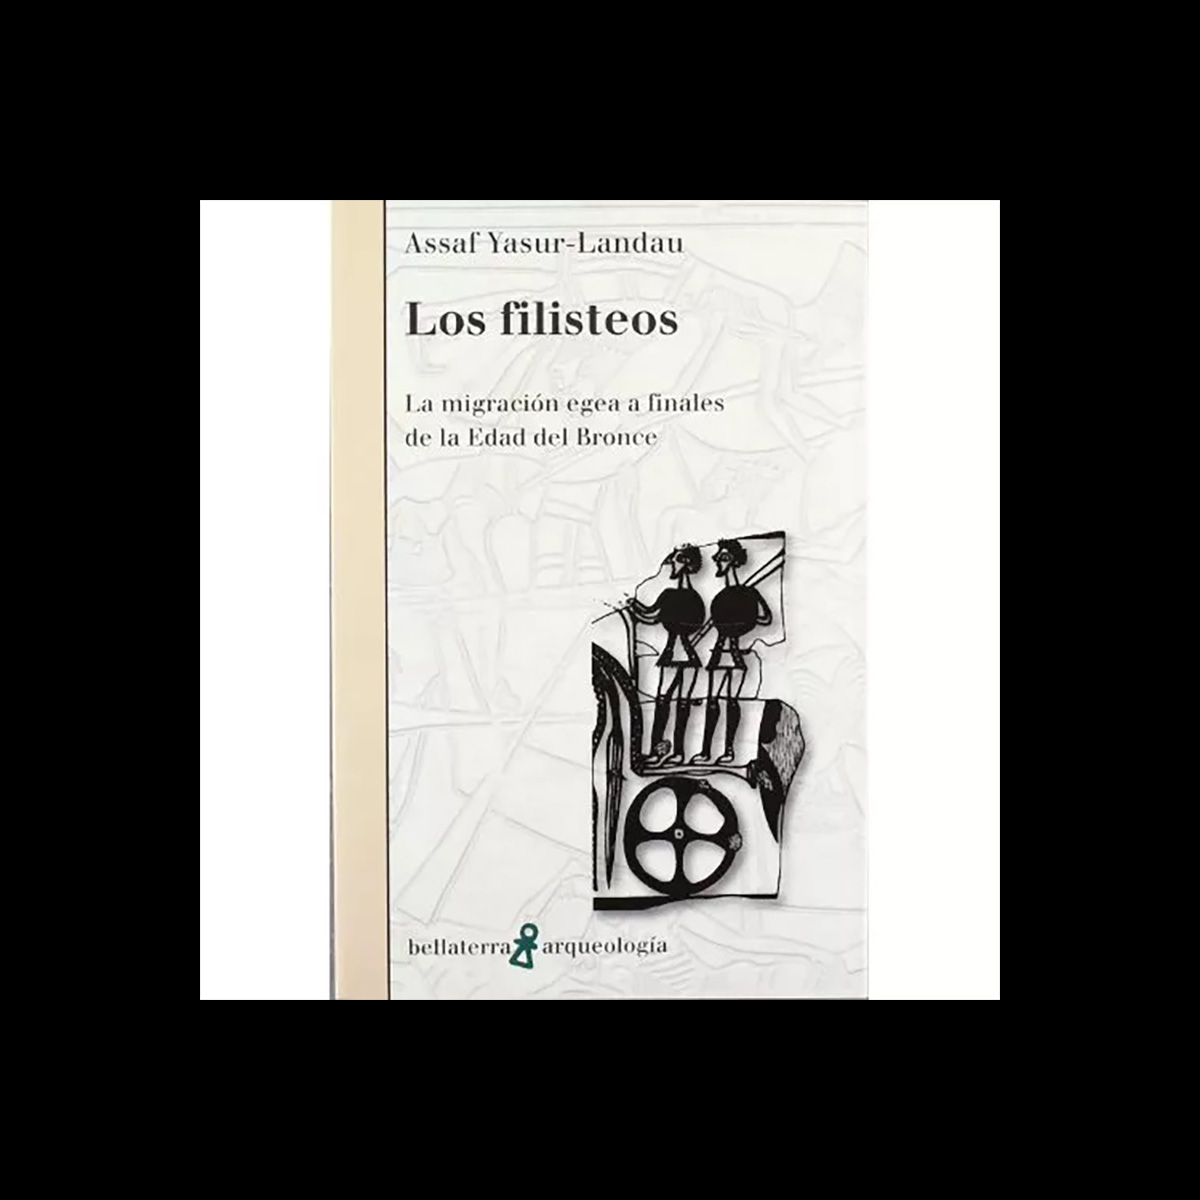 Assaf Yasur-Landau
Los filisteos
La migración egea a finales
de la Edad del Bronce
bellaterra arqueología